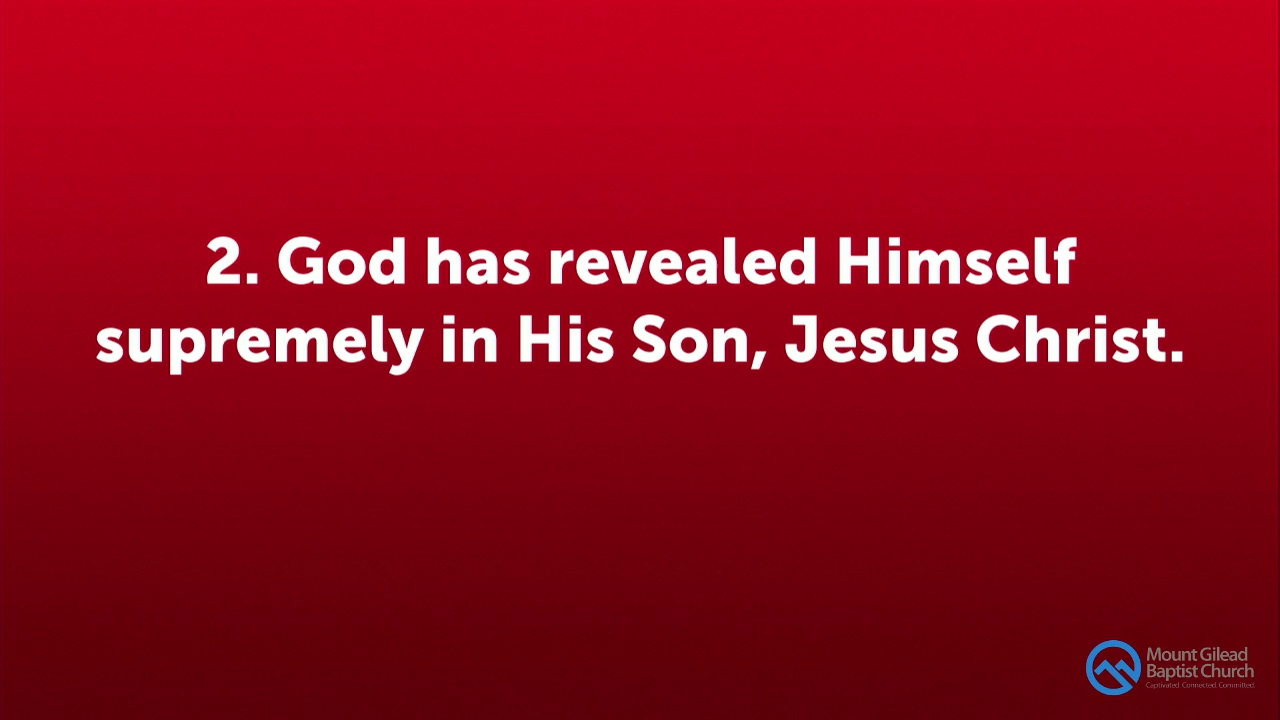 2. God has revealed Himself
supremely in His Son, Jesus Christ.
Mount Gilead
Baptist Church
Captivated. Connected. Committed.